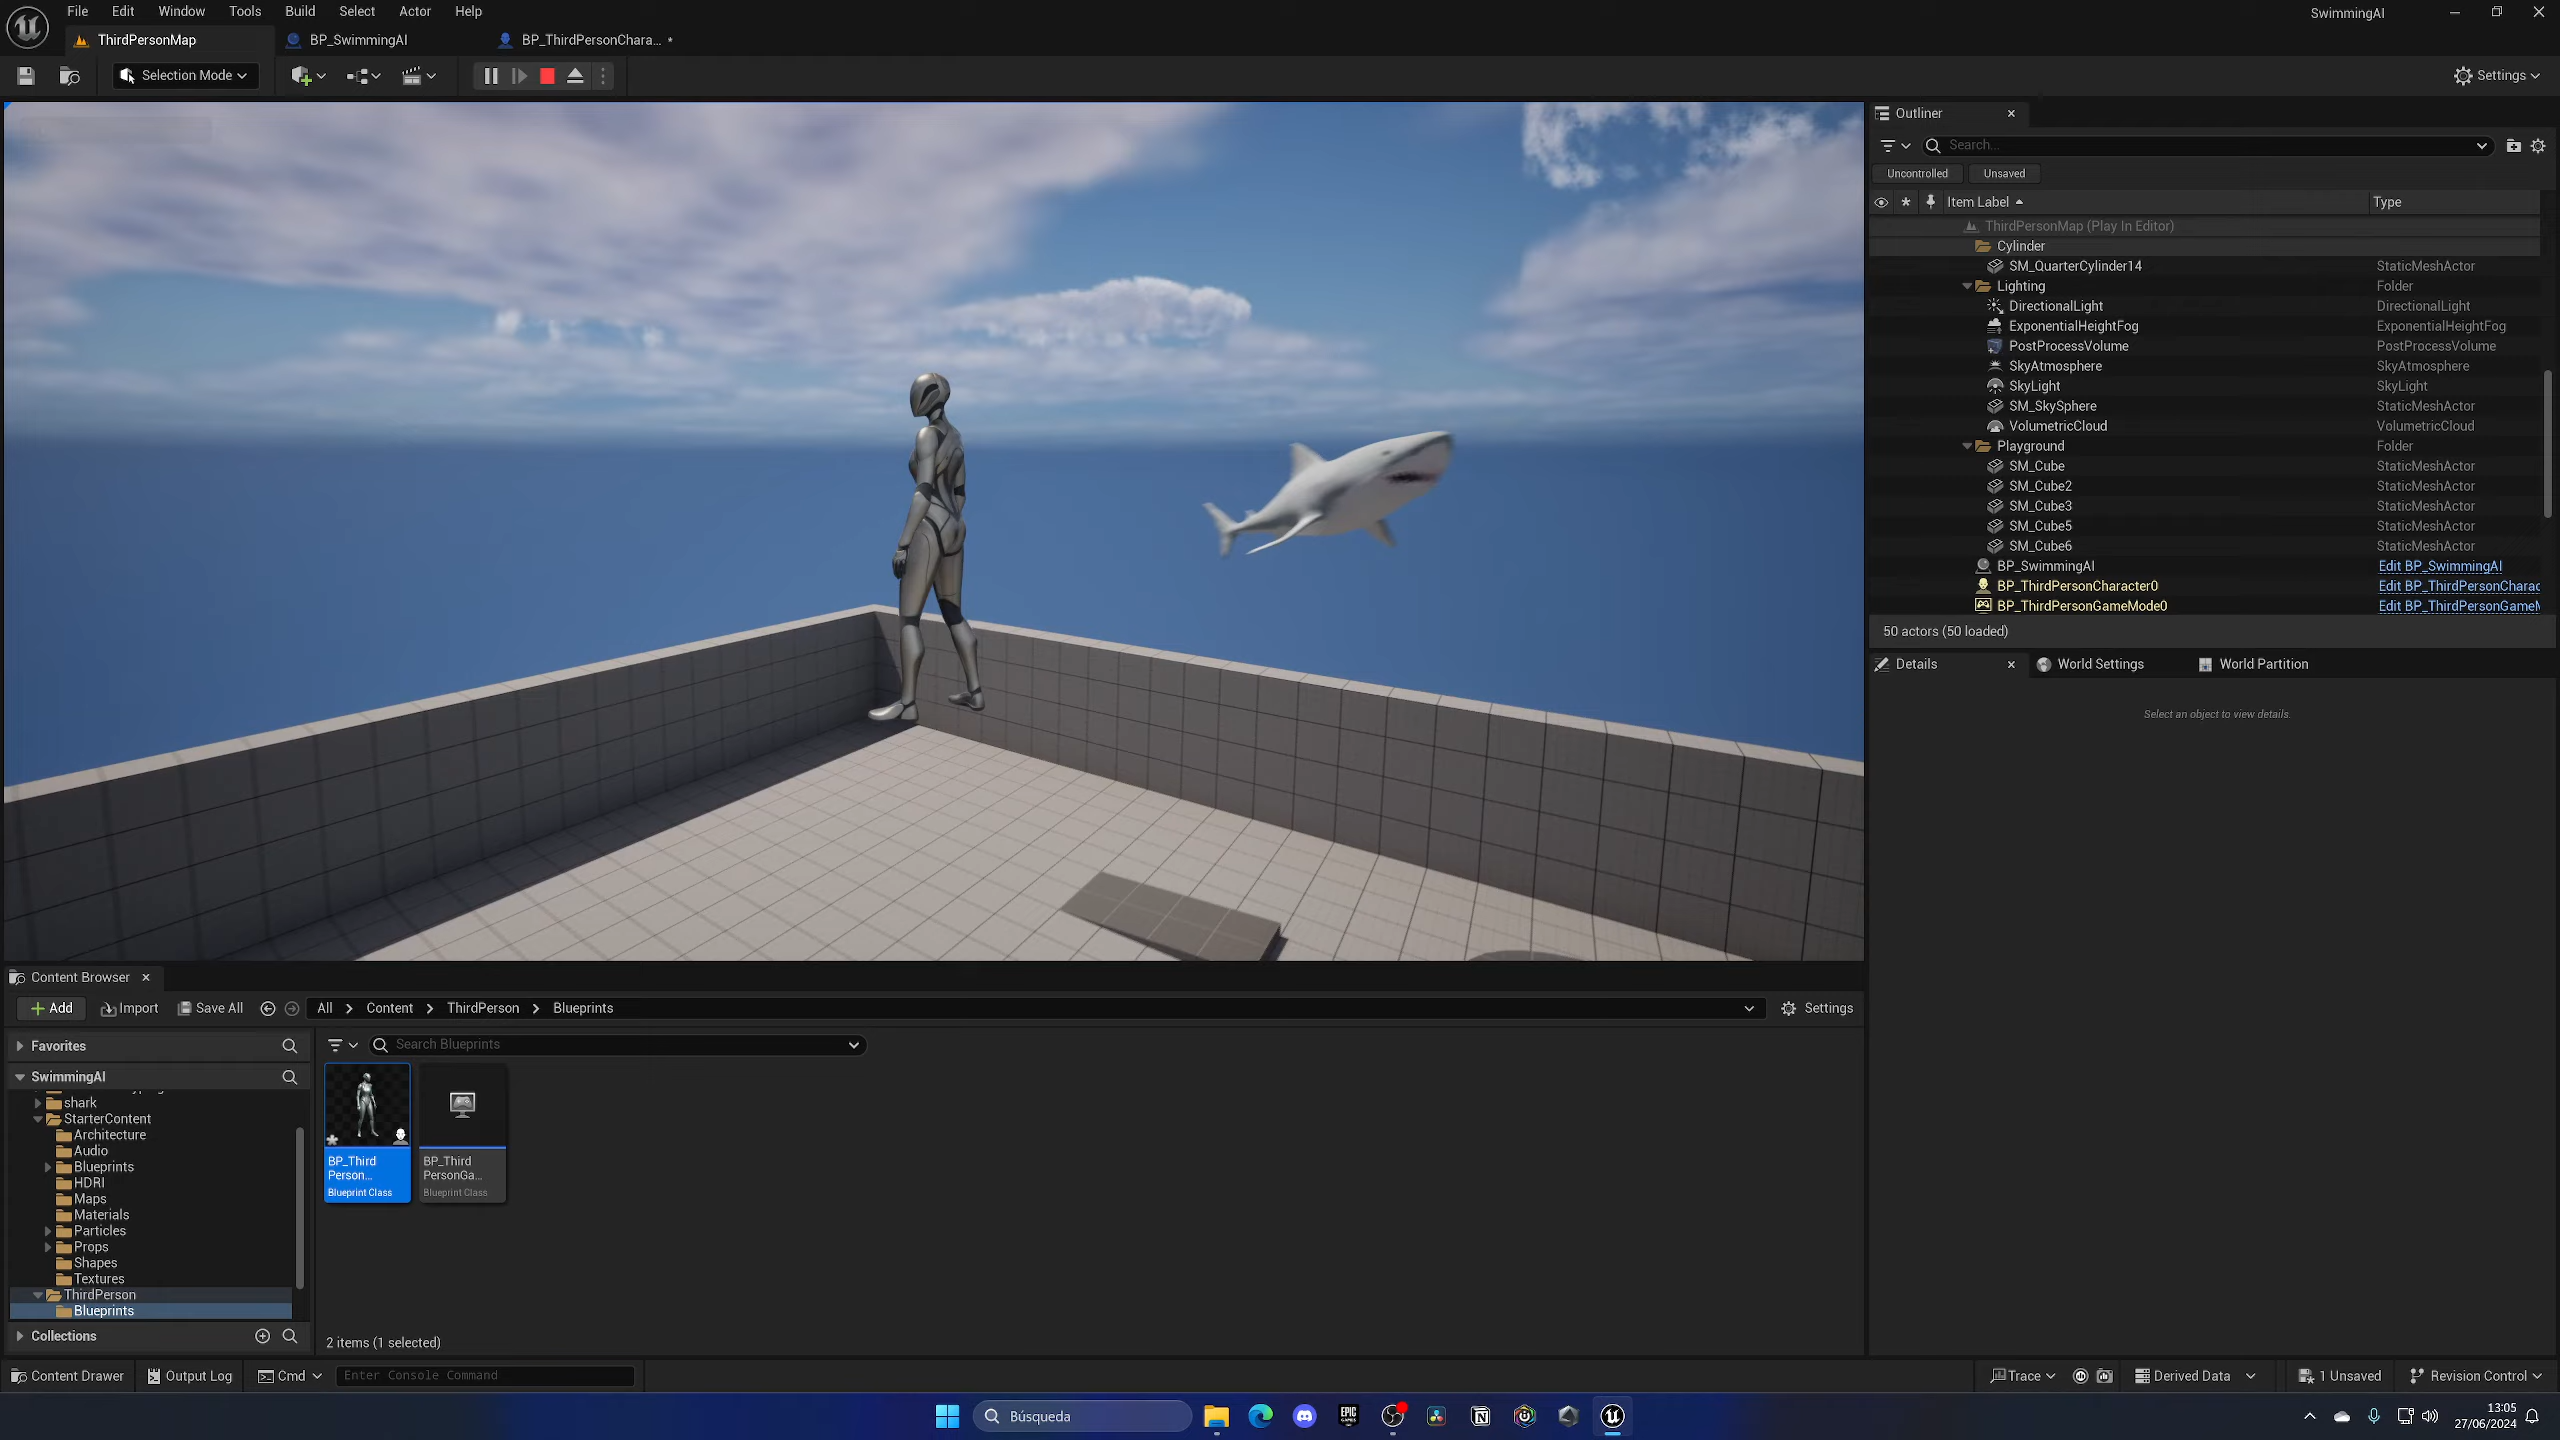 File Edit Window Tools Build Select Actor Help
SwimmingAI
ThirdPersonMap
BP_SwimmingAI
BP_ThirdPersonChara... •
Selection Mode
Settings
Outliner
Search...
Uncontrolled
Unsaved
Item Label
Type
ThirdPersonMap (Play In Editor)
Cylinder
SM_QuarterCylinder14 StaticMeshActor
Lighting Folder
DirectionalLight DirectionalLight
ExponentialHeightFog ExponentialHeightFog
PostProcessVolume PostProcessVolume
SkyAtmosphere SkyAtmosphere
SkyLight SkyLight
SM_SkySphere StaticMeshActor
VolumetricCloud VolumetricCloud
Playground Folder
SM_Cube StaticMeshActor
SM_Cube2 StaticMeshActor
SM_Cube3 StaticMeshActor
SM_Cube5 StaticMeshActor
SM_Cube6 StaticMeshActor
BP_SwimmingAI Edit BP_SwimmingAI
BP_ThirdPersonCharacter0 Edit BP_ThirdPersonCharac
BP_ThirdPersonGameMode0 Edit BP_ThirdPersonGameM
50 actors (50 loaded)
Details
World Settings
World Partition
Select an object to view details.
Content Browser
Add
Import
Save All
All > Content > ThirdPerson > Blueprints
Settings
Favorites
Search Blueprints
SwimmingAI
shark
StarterContent
Architecture
Audio
Blueprints
HDRI
Maps
Materials
Particles
Props
Shapes
Textures
ThirdPerson
Blueprints
Collections
BP_Third
Person...
Blueprint Class
BP_Third
PersonGa...
Blueprint Class
2 items (1 selected)
Content Drawer
Output Log
Cmd
Enter Console Command
Trace
Derived Data
1 Unsaved
Revision Control
Búsqueda
EPIC
GAMES
13:05
27/06/2024